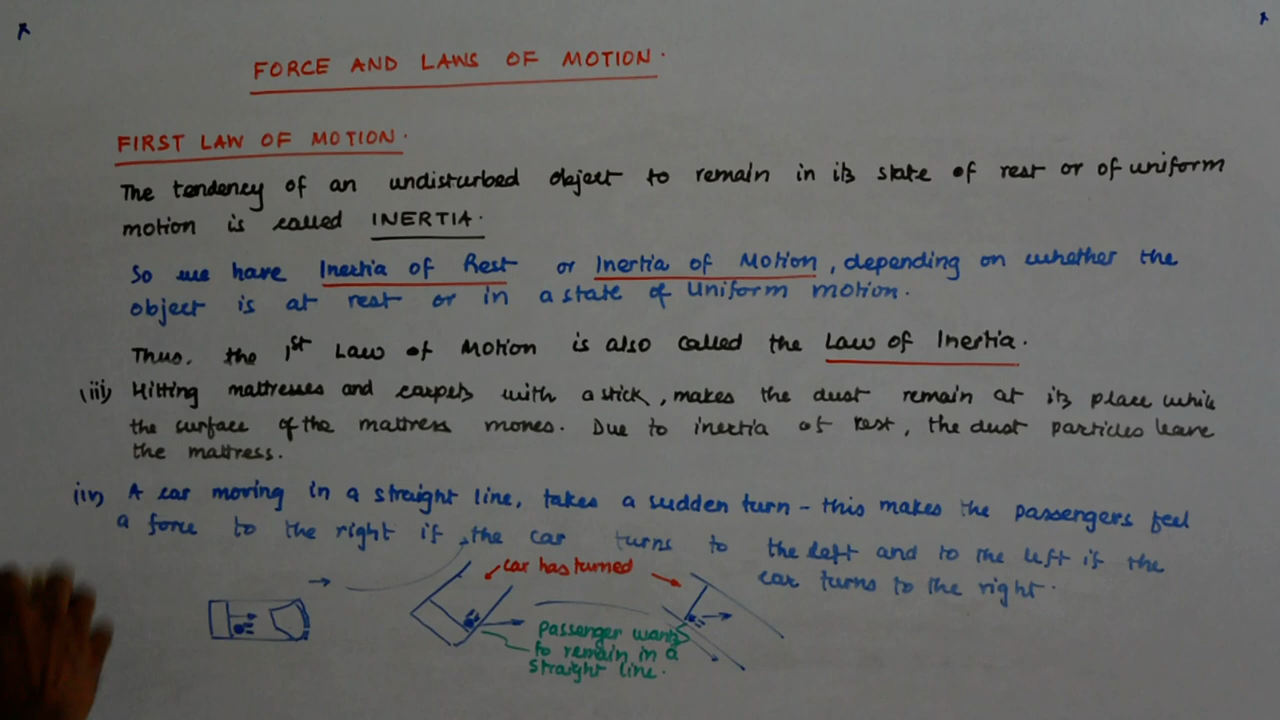 FORCE AND LAWS OF MOTION.
FIRST LAW OF MOTION.
The tendency of an undisturbed object to remain in its state of rest or of uniform
motion is called INERTIA.
So we have Inertia of Rest or Inertia of Motion, depending on whether the
object is at rest or in a state of Uniform motion.
Thus, the 1st Law of Motion is also called the Law of Inertia.
(iii) Hitting mattresses and carpets with a stick, makes the dust remain at its place while
the surface of the mattress moves. Due to inertia of rest, the dust particles leave
the mattress.
(iv) A car moving in a straight line, takes a sudden turn - this makes the passengers feel
a force to the right if the car turns to the left and to the left if the
car turns to the right.
car has turned
Passenger wants
to remain in a
straight line.